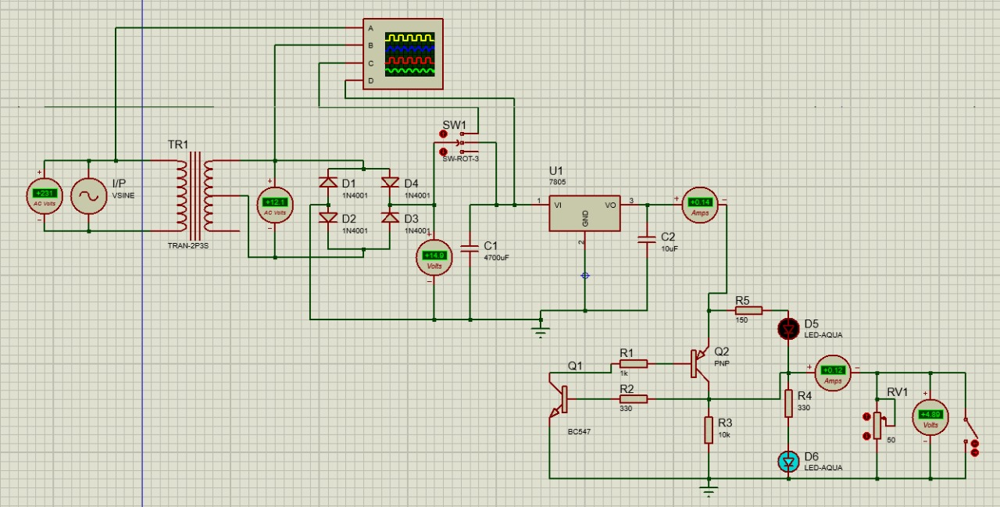 A
B
C
D
SW1
SW-ROT-3
TR1
TRAN-2P3S
+
+231
AC Volts
−
I/P
VSINE
+
+12.1
AC Volts
−
D1
1N4001
D4
1N4001
D2
1N4001
D3
1N4001
+
+14.9
Volts
−
C1
4700uF
U1
7805
1
VI
VO
3
GND
2
C2
10uF
+
+0.14
Amps
−
R5
150
D5
LED-AQUA
Q2
PNP
R1
1k
Q1
BC547
R2
330
R3
10k
R4
330
D6
LED-AQUA
+
+0.12
Amps
−
RV1
50
+
+4.89
Volts
−